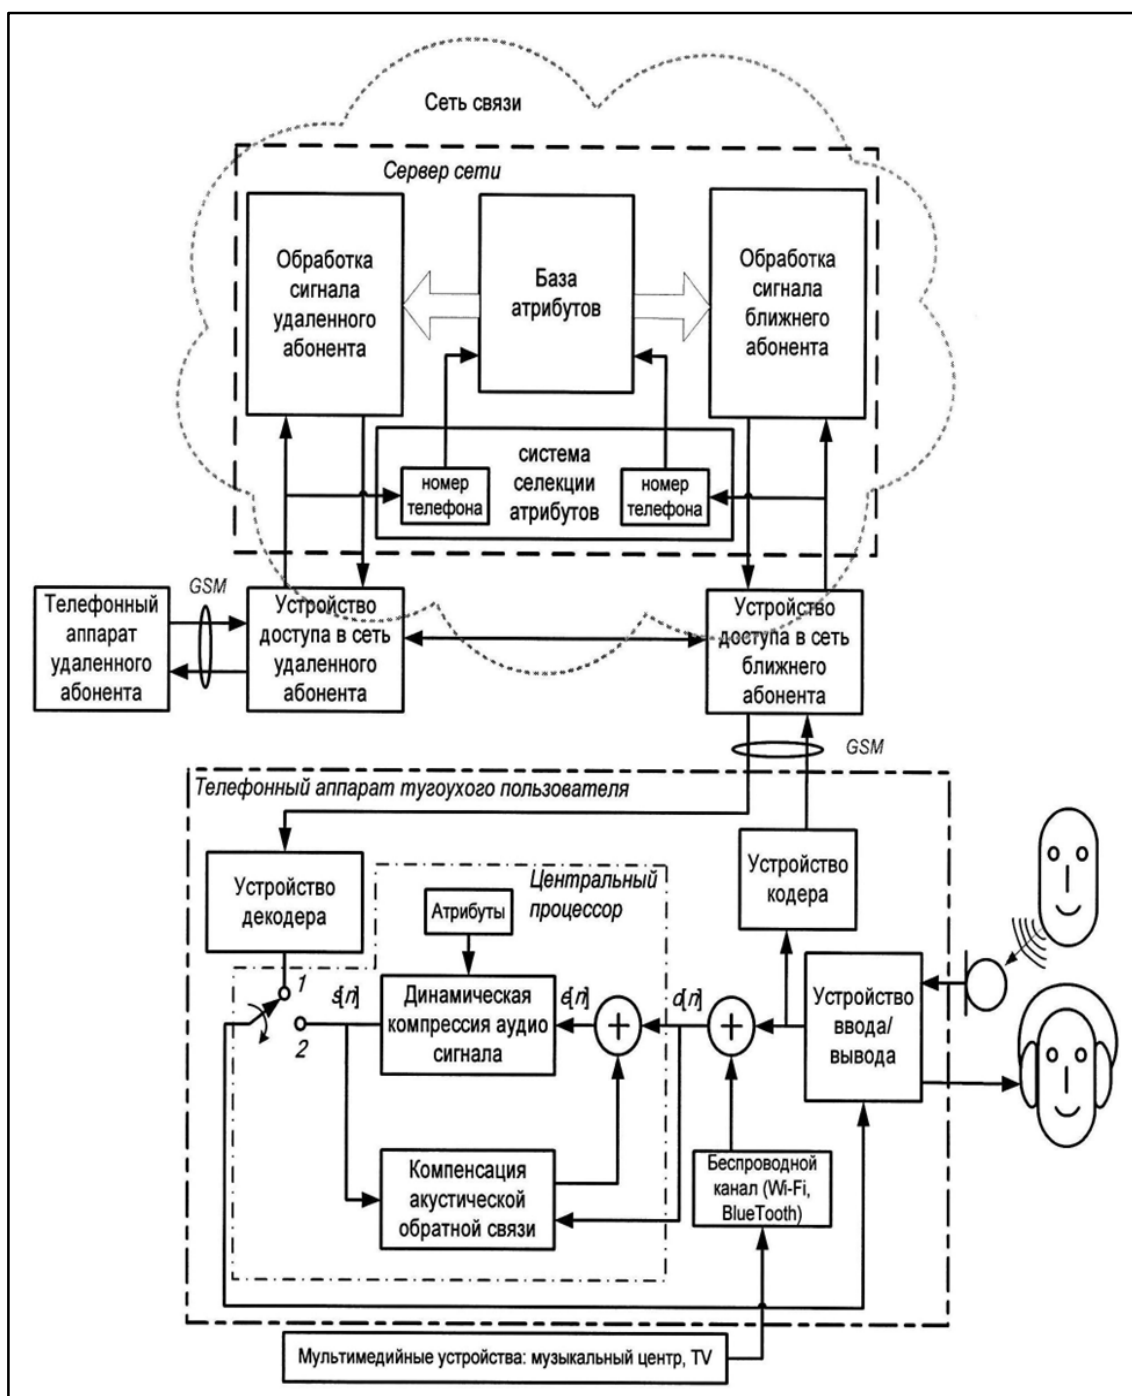 Сеть связи
Сервер сети
Обработка
сигнала
удаленного
абонента
База
атрибутов
Обработка
сигнала
ближнего
абонента
система
селекции
атрибутов
номер
телефона
номер
телефона
GSM
Телефонный
аппарат
удаленного
абонента
Устройство
доступа в сеть
удаленного
абонента
Устройство
доступа в сеть
ближнего
абонента
GSM
Телефонный аппарат тугоухого пользователя
Устройство
декодера
Центральный
процессор
Атрибуты
Устройство
кодера
1
2
s[n]
Динамическая
компрессия аудио
сигнала
e[n]
+
d[n]
+
Устройство
ввода/
вывода
Компенсация
акустической
обратной связи
Беспроводной
канал (Wi-Fi,
BlueTooth)
Мультимедийные устройства: музыкальный центр, TV